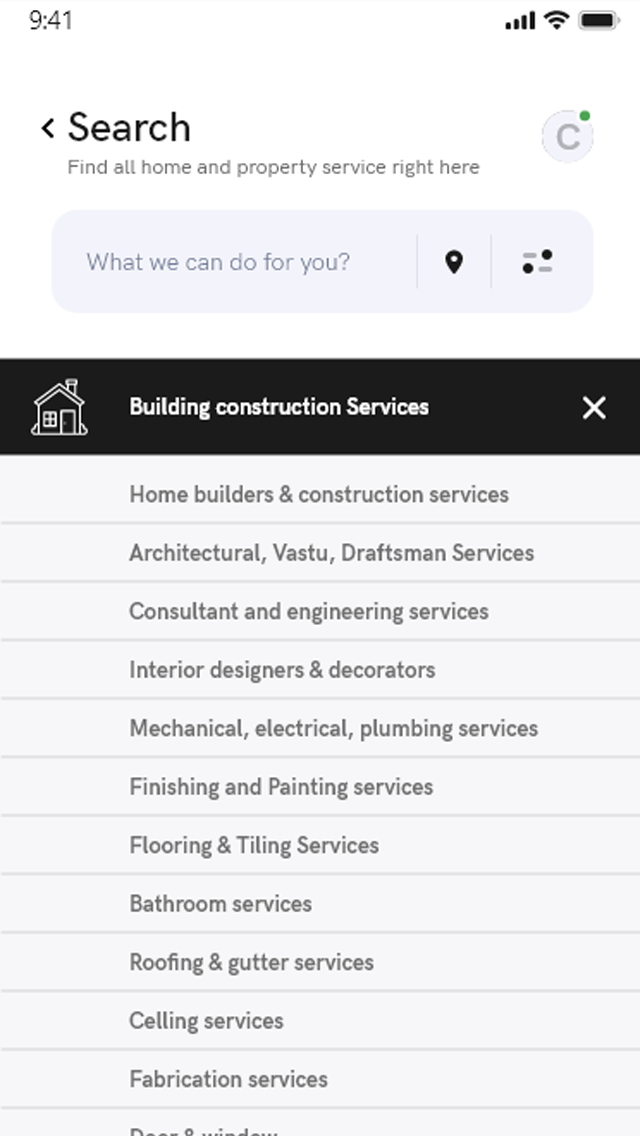 9:41
Search
C
Find all home and property service right here
What we can do for you?
Building construction Services
Home builders & construction services
Architectural, Vastu, Draftsman Services
Consultant and engineering services
Interior designers & decorators
Mechanical, electrical, plumbing services
Finishing and Painting services
Flooring & Tiling Services
Bathroom services
Roofing & gutter services
Celling services
Fabrication services
Door & window